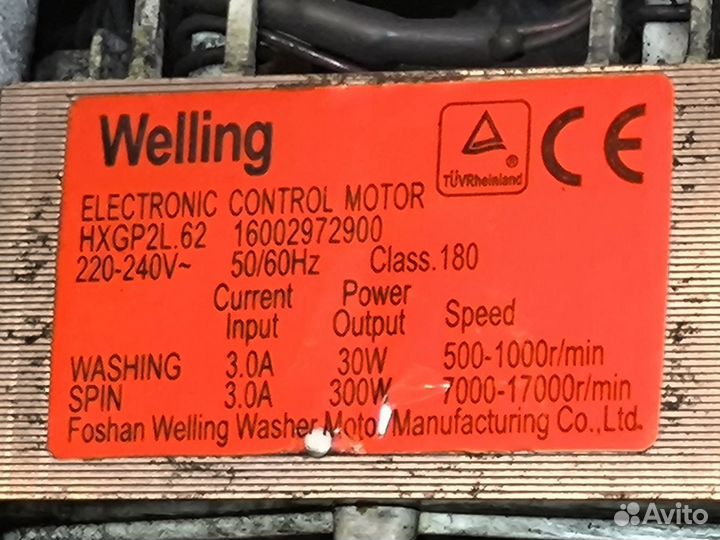 Welling
TÜVRheinland®
CE
ELECTRONIC CONTROL MOTOR
HXGP2L.62 16002972900
220-240V~ 50/60Hz Class.180
Current Input Power Output Speed
WASHING 3.0A 30W 500-1000r/min
SPIN 3.0A 300W 7000-17000r/min
Foshan Welling Washer Motor Manufacturing Co.,Ltd.
Avito